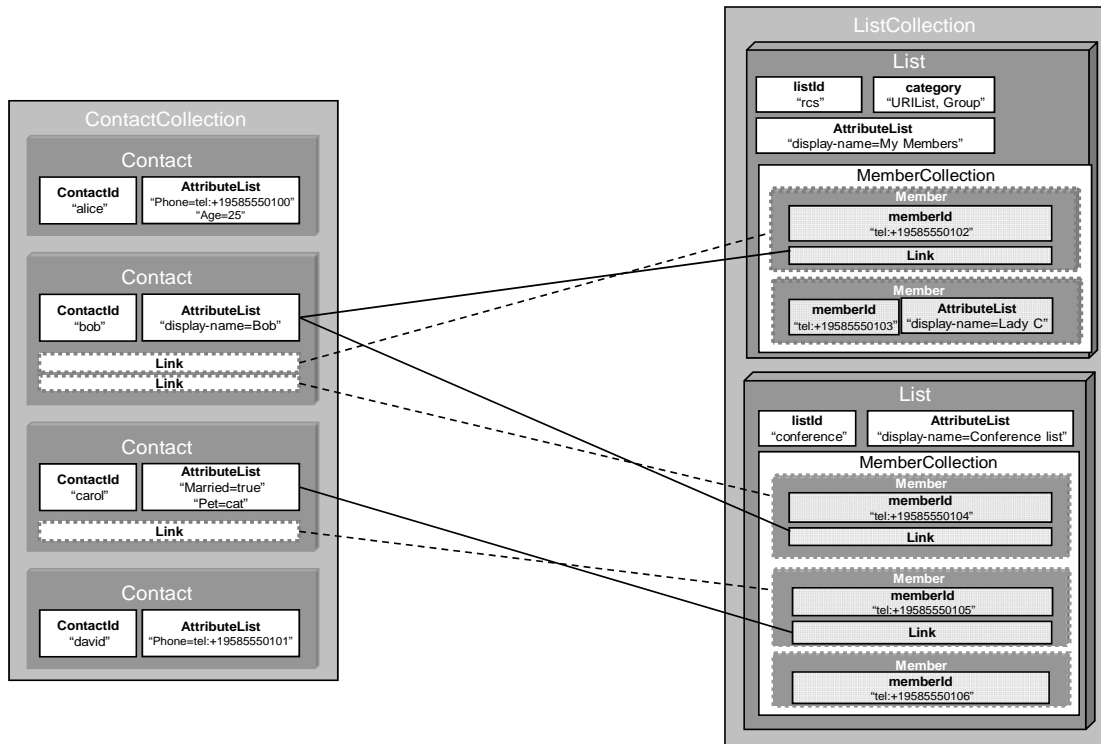 ContactCollection
Contact
ContactId
“alice”
AttributeList
“Phone=tel:+19585550100”
“Age=25”
Contact
ContactId
“bob”
AttributeList
“display-name=Bob”
Link
Link
Contact
ContactId
“carol”
AttributeList
“Married=true”
“Pet=cat”
Link
Contact
ContactId
“david”
AttributeList
“Phone=tel:+19585550101”
ListCollection
List
listId
“rcs”
category
“URIList, Group”
AttributeList
“display-name=My Members”
MemberCollection
Member
memberId
“tel:+19585550102”
Link
Member
memberId
“tel:+19585550103”
AttributeList
“display-name=Lady C”
List
listId
“conference”
AttributeList
“display-name=Conference list”
MemberCollection
Member
memberId
“tel:+19585550104”
Link
Member
memberId
“tel:+19585550105”
Link
Member
memberId
“tel:+19585550106”